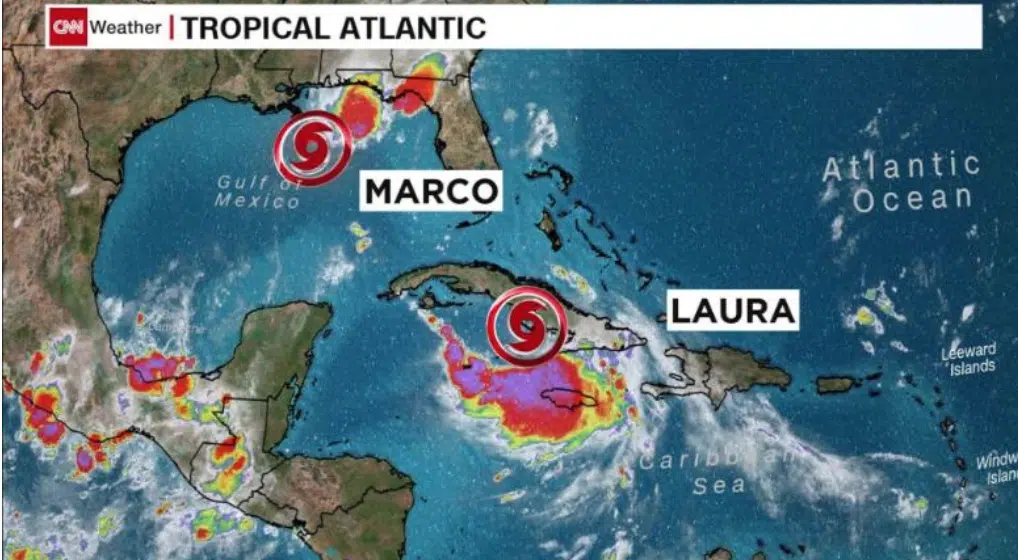 CNN Weather | TROPICAL ATLANTIC
Gulf of
Mexico
MARCO
Atlantic
Ocean
LAURA
Leeward
Islands
Caribbean
Sea